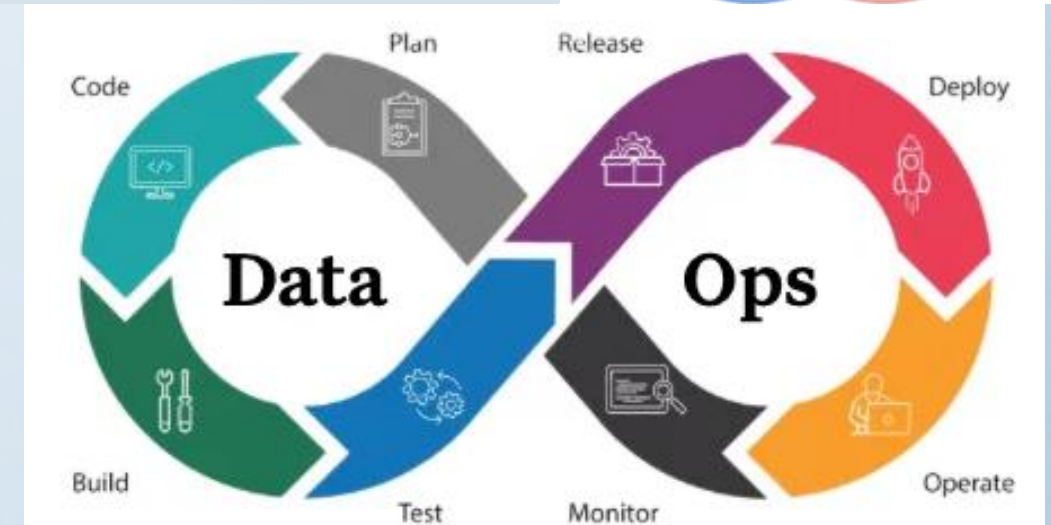 Plan
Release
Code
Deploy
</>
Data
Ops
Build
Operate
Test
Monitor